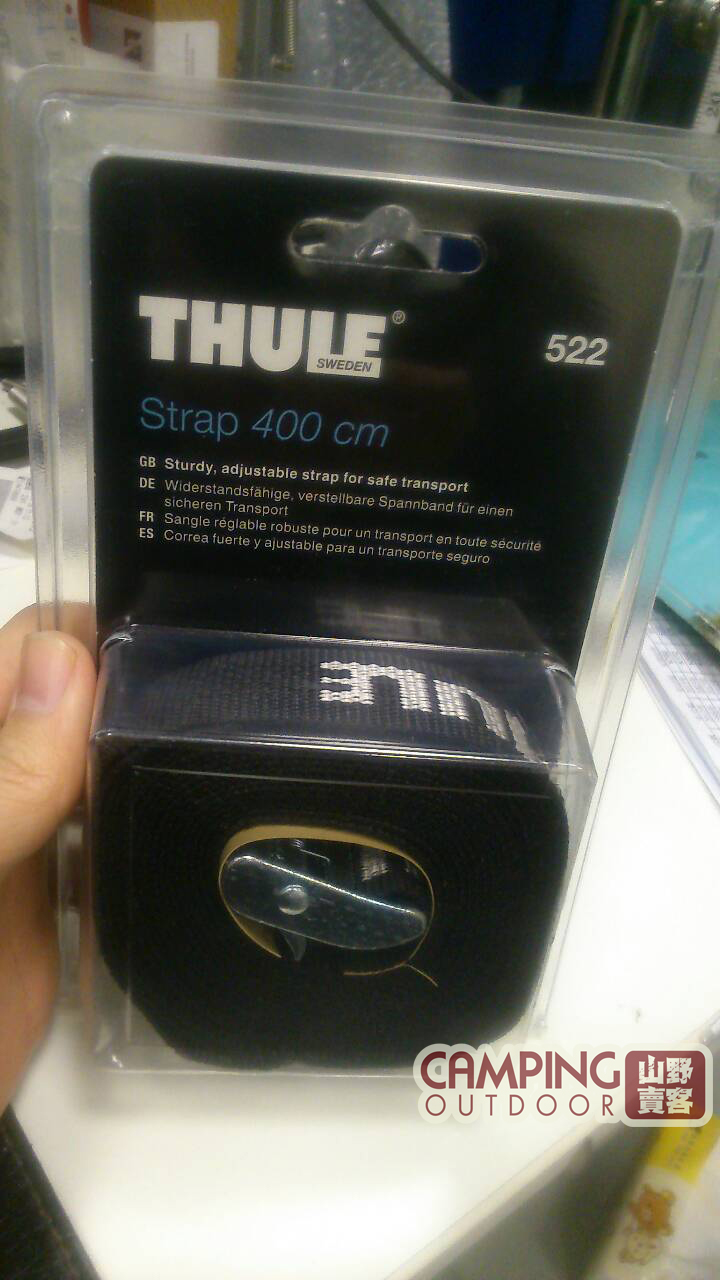 THULE®
SWEDEN
522
Strap 400 cm
GB Sturdy, adjustable strap for safe transport
DE Widerstandsfähige, verstellbare Spannband für einen
sicheren Transport
FR Sangle réglable robuste pour un transport en toute sécurité
ES Correa fuerte y ajustable para un transporte seguro
CAMPING
OUTDOOR
山野
賣客